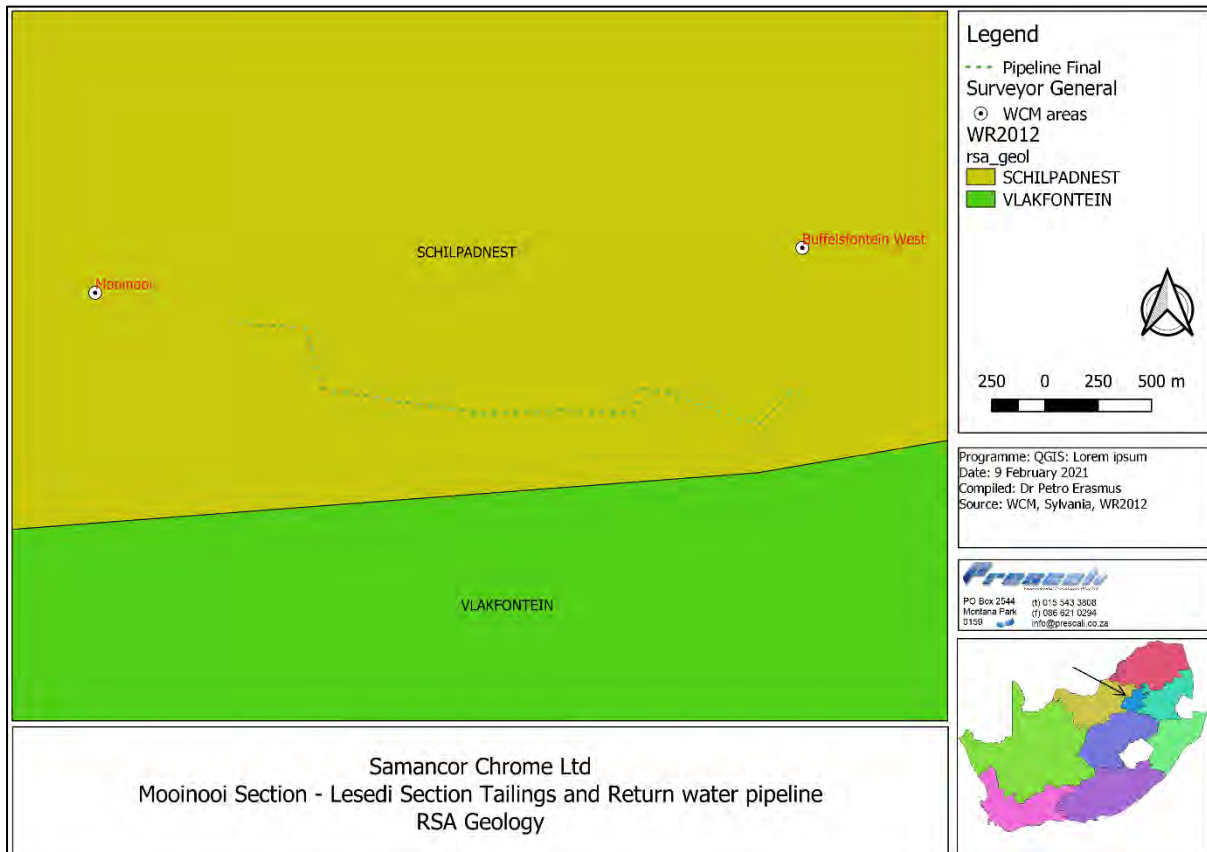 SCHILPADNEST
Buffelsfontein West
Mooinooi
VLAKFONTEIN
Legend
Pipeline Final
Surveyor General
WCM areas
WR2012
rsa_geol
SCHILPADNEST
VLAKFONTEIN
250 0 250 500 m
Programme: QGIS: Lorem ipsum
Date: 9 February 2021
Compiled: Dr Petro Erasmus
Source: WCM, Sylvania, WR2012
Prescali
PO Box 2544 (t) 015 543 3808
Montana Park (f) 086 621 0294
0159 info@prescali.co.za
Samancor Chrome Ltd
Mooinooi Section - Lesedi Section Tailings and Return water pipeline
RSA Geology